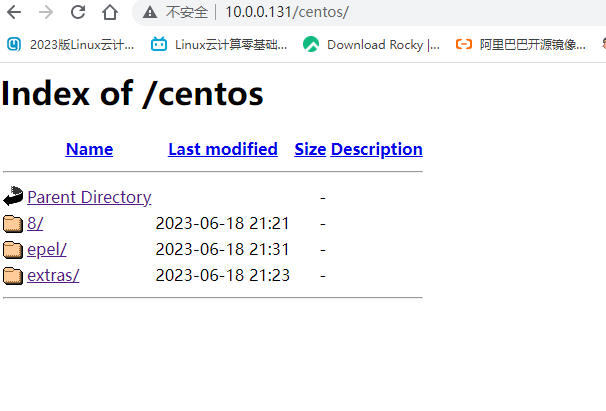 不安全 10.0.0.131/centos/
2023版Linux云计... Linux云计算零基础... Download Rocky |... 阿里巴巴开源镜像...
Index of /centos
Name Last modified Size Description
Parent Directory -
8/ 2023-06-18 21:21 -
epel/ 2023-06-18 21:31 -
extras/ 2023-06-18 21:23 -